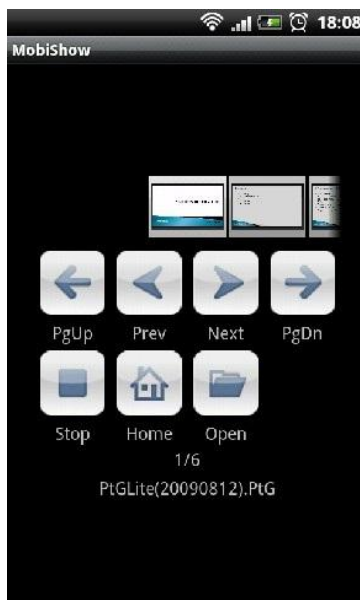 18:08
MobiShow
PgUp Prev Next PgDn
Stop Home Open
1/6
PtGLite(20090812).PtG